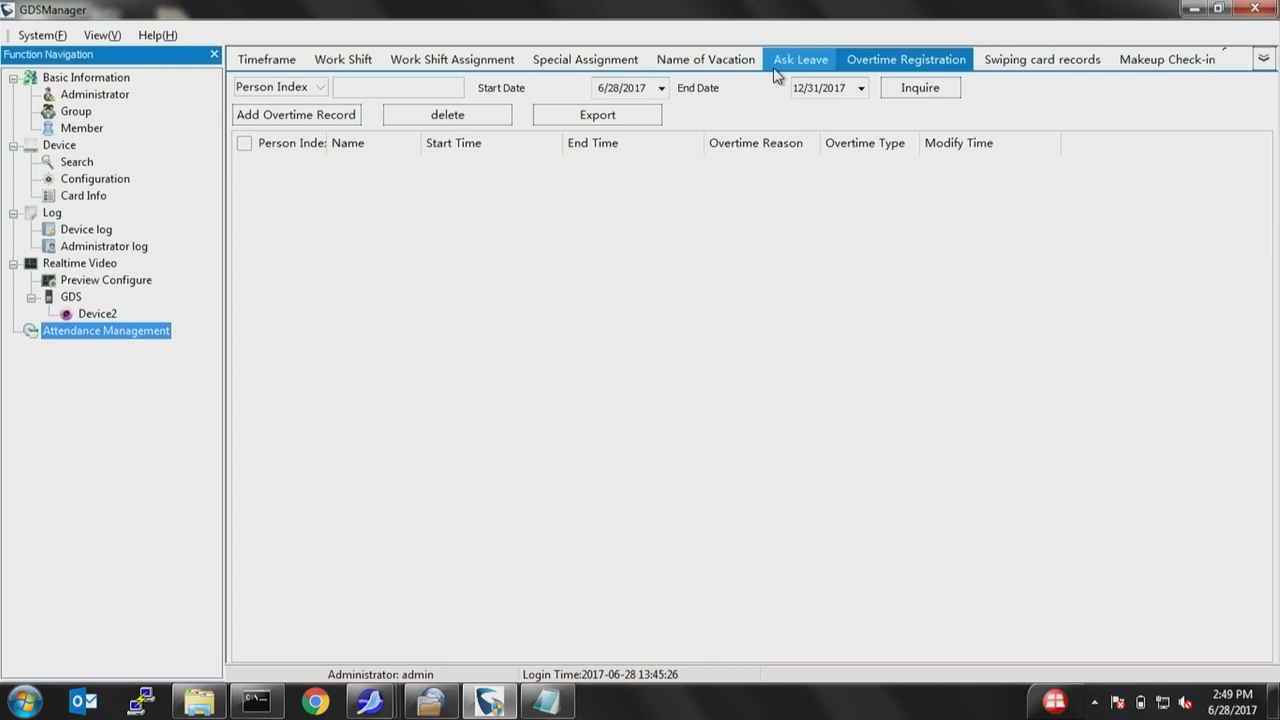 GDSManager
System(F) View(V) Help(H)
Function Navigation
Basic Information
Administrator
Group
Member
Device
Search
Configuration
Card Info
Log
Device log
Administrator log
Realtime Video
Preview Configure
GDS
Device2
Attendance Management
Timeframe Work Shift Work Shift Assignment Special Assignment Name of Vacation Ask Leave Overtime Registration Swiping card records Makeup Check-in
Person Index Start Date 6/28/2017 End Date 12/31/2017 Inquire
Add Overtime Record delete Export
Person Inde: Name Start Time End Time Overtime Reason Overtime Type Modify Time
Administrator: admin Login Time:2017-06-28 13:45:26
2:49 PM
6/28/2017